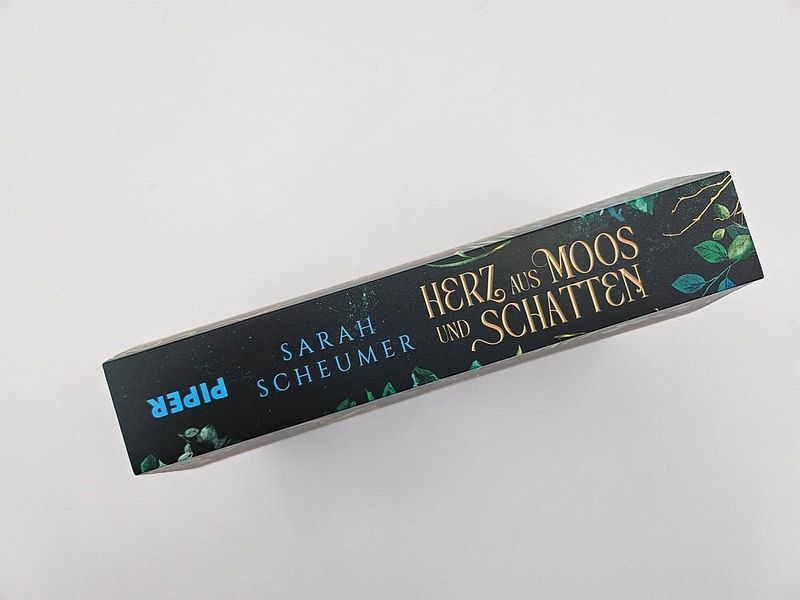 PIPER
SARAH
SCHEUMER
HERZ AUS MOOS
UND SCHATTEN